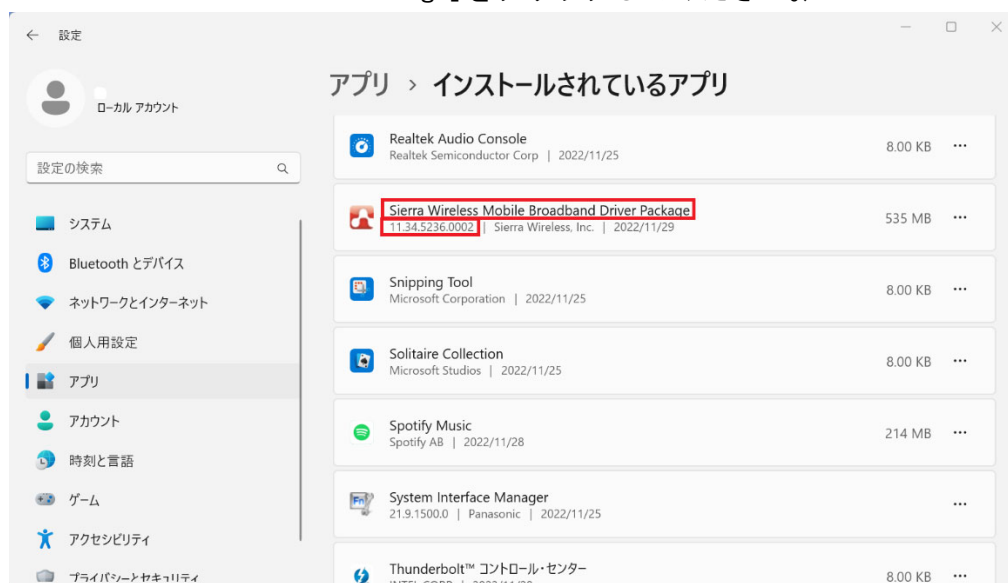 設定
ローカル アカウント
設定の検索
システム
Bluetooth とデバイス
ネットワークとインターネット
個人用設定
アプリ
アカウント
時刻と言語
ゲーム
アクセシビリティ
プライバシーとセキュリティ
アプリ › インストールされているアプリ
Realtek Audio Console
8.00 KB
Realtek Semiconductor Corp | 2022/11/25
Sierra Wireless Mobile Broadband Driver Package
535 MB
11.34.5236.0002 | Sierra Wireless, Inc. | 2022/11/29
Snipping Tool
8.00 KB
Microsoft Corporation | 2022/11/25
Solitaire Collection
8.00 KB
Microsoft Studios | 2022/11/25
Spotify Music
214 MB
Spotify AB | 2022/11/28
System Interface Manager
21.9.1500.0 | Panasonic | 2022/11/25
Thunderbolt™ コントロール・センター
8.00 KB